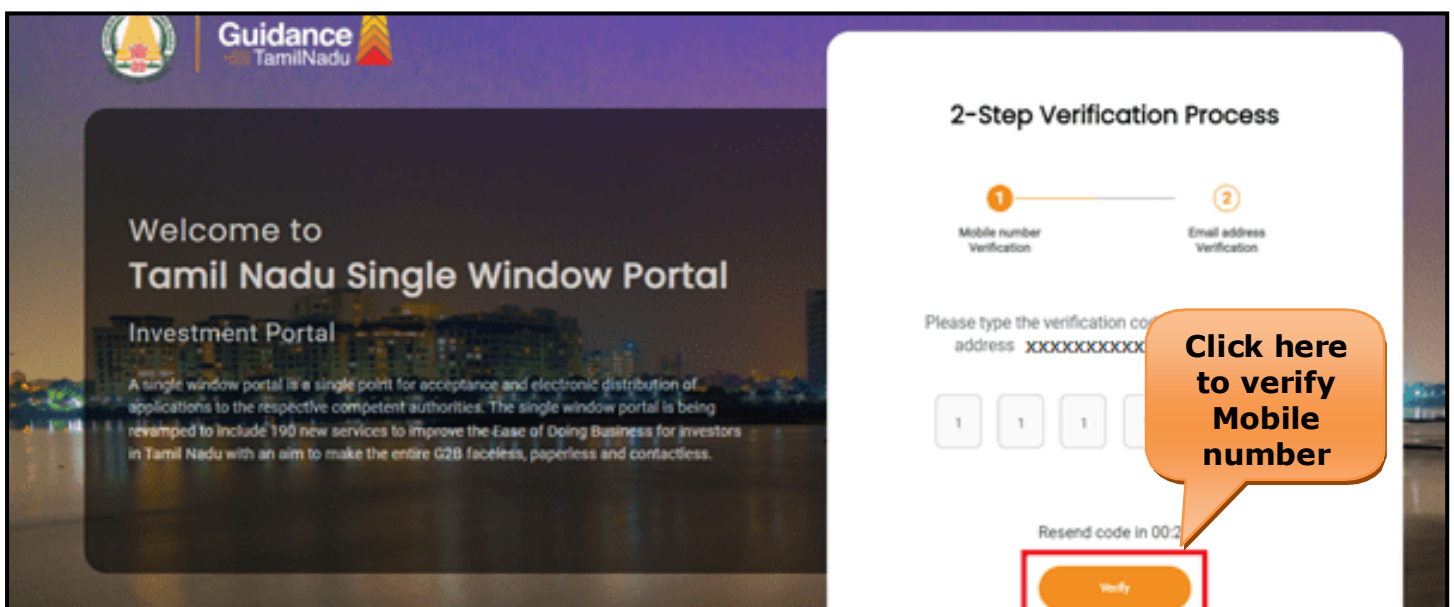 Guidance
TamilNadu
Welcome to
Tamil Nadu Single Window Portal
Investment Portal
A single window portal is a single point for acceptance and electronic distribution of
applications to the respective competent authorities. The single window portal is being
revamped to include 190 new services to improve the Ease of Doing Business for investors
in Tamil Nadu with an aim to make the entire G2B faceless, paperless and contactless.
2-Step Verification Process
1
2
Mobile number
Verification
Email address
Verification
Please type the verification
address XXXXXXXXXXX
1 1 1
Click here
to verify
Mobile
number
Resend code in
Verify